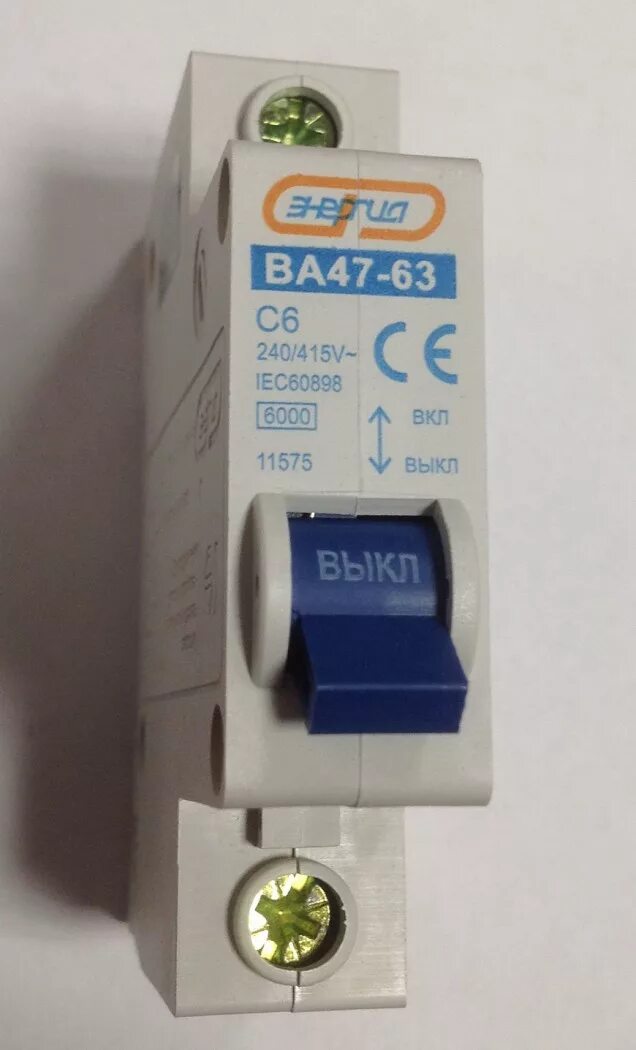 энергия
ВА47-63
C6
240/415V~
IEC60898
6000
11575
CE
ВКЛ
ВЫКЛ
ВЫКЛ